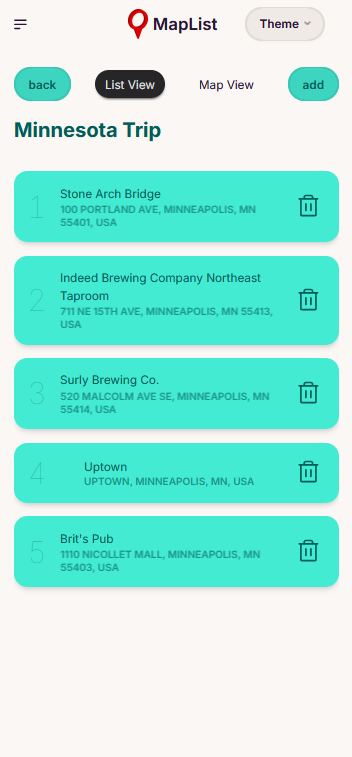 MapList
Theme
back
List View
Map View
add
Minnesota Trip
1
Stone Arch Bridge
100 PORTLAND AVE, MINNEAPOLIS, MN
55401, USA
2
Indeed Brewing Company Northeast
Taproom
711 NE 15TH AVE, MINNEAPOLIS, MN 55413,
USA
3
Surly Brewing Co.
520 MALCOLM AVE SE, MINNEAPOLIS, MN
55414, USA
4
Uptown
UPTOWN, MINNEAPOLIS, MN, USA
5
Brit's Pub
1110 NICOLLET MALL, MINNEAPOLIS, MN
55403, USA